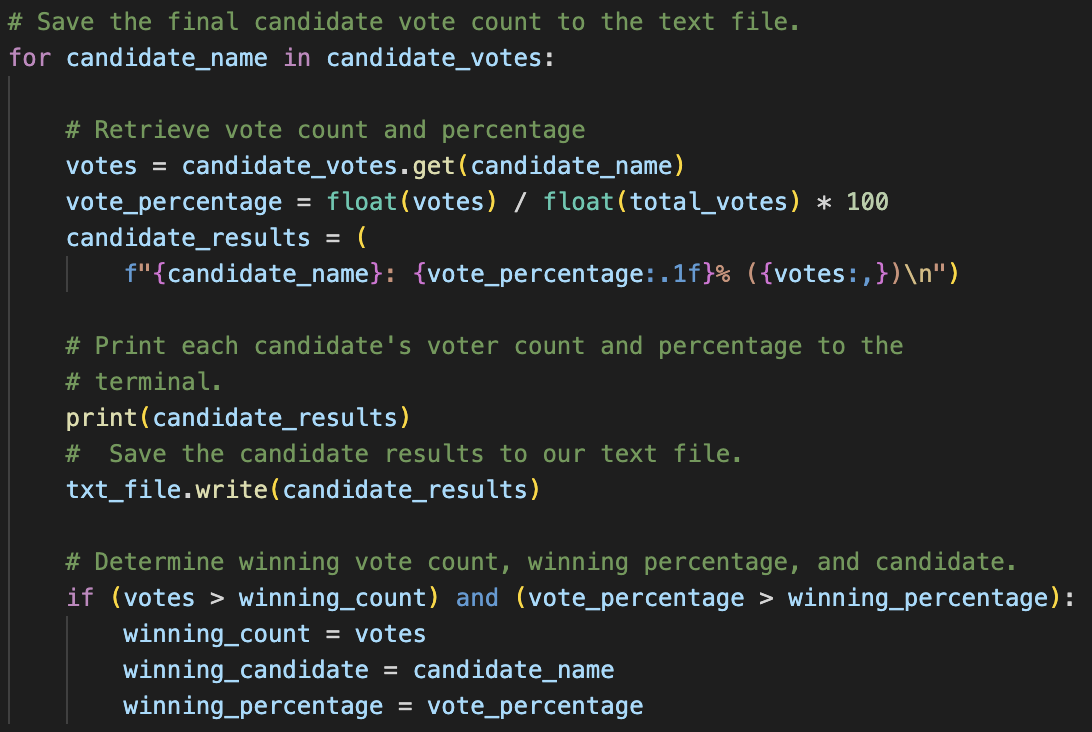 # Save the final candidate vote count to the text file.
for candidate_name in candidate_votes:

    # Retrieve vote count and percentage
    votes = candidate_votes.get(candidate_name)
    vote_percentage = float(votes) / float(total_votes) * 100
    candidate_results = (
        f"{candidate_name}: {vote_percentage:.1f}% ({votes:,})\n")

    # Print each candidate's voter count and percentage to the
    # terminal.
    print(candidate_results)
    #  Save the candidate results to our text file.
    txt_file.write(candidate_results)

    # Determine winning vote count, winning percentage, and candidate.
    if (votes > winning_count) and (vote_percentage > winning_percentage):
        winning_count = votes
        winning_candidate = candidate_name
        winning_percentage = vote_percentage